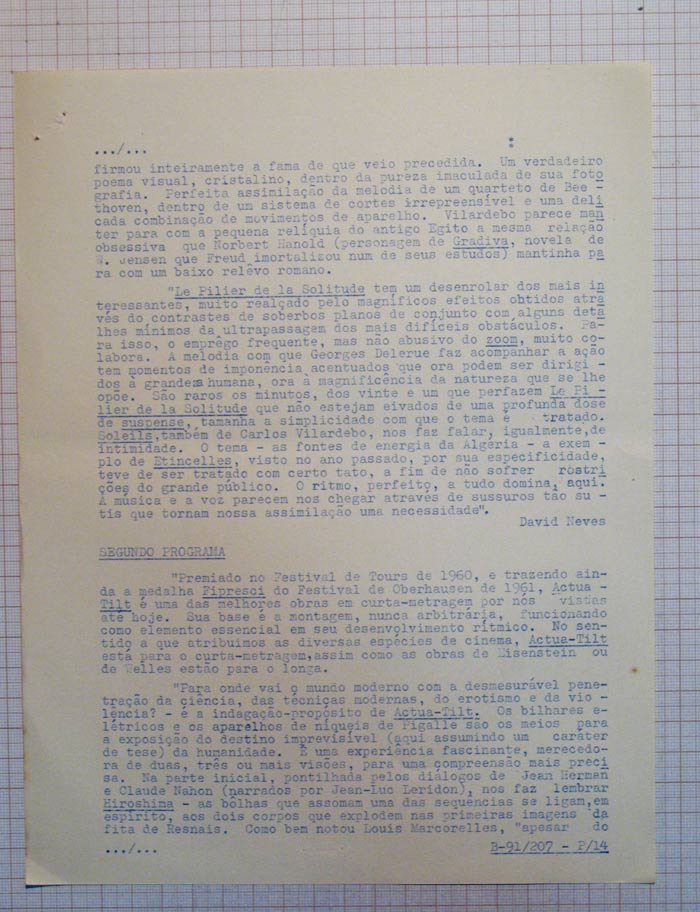 .../...
firmou inteiramente a fama de que veio precedida. Um verdadeiro
poema visual, cristalino, dentro da pureza imaculada de sua foto
grafia. Perfeita assimilação da melodia de um quarteto de Bee -
thoven, dentro de um sistema de cortes irrepreensível e uma deli
cada combinação de movimentos de aparelho. Vilardebo parece man
ter para com a pequena relíquia do antigo Egito a mesma relação
obsessiva que Norbert Hanold (personagem de Gradiva, novela de
W. Jensen que Freud imortalizou num de seus estudos) mantinha pa
ra com um baixo relêvo romano.
"Le Pilier de la Solitude tem um desenrolar dos mais in
teressantes, muito realçado pelo magníficos efeitos obtidos atra
vés do contrastes de soberbos planos de conjunto com alguns deta
lhes mínimos da ultrapassagem dos mais difíceis obstáculos. Pa-
ra isso, o emprêgo frequente, mas não abusivo do zoom, muito co-
labora. A melodia com que Georges Delerue faz acompanhar a ação
tem momentos de imponência acentuados que ora podem ser dirigi -
dos à grandeza humana, ora à magnificência da natureza que se lhe
opõe. São raros os minutos, dos vinte e um que perfazem Le Pi -
lier de la Solitude que não estejam eivados de uma profunda dose
de suspense, tamanha a simplicidade com que o tema é tratado.
Soleils, também de Carlos Vilardebo, nos faz falar, igualmente, de
intimidade. O tema - as fontes de energia da Algéria - a exem -
plo de Etincelles, visto no ano passado, por sua especificidade,
teve de ser tratado com certo tato, a fim de não sofrer rostri
ções do grande público. O ritmo, perfeito, a tudo domina, aqui.
A música e a voz parecem nos chegar através de sussuros tão su -
tis que tornam nossa assimilação uma necessidade".
David Neves
SEGUNDO PROGRAMA
"Premiado no Festival de Tours de 1960, e trazendo ain-
da a medalha Fipresci do Festival de Oberhausen de 1961, Actua -
Tilt é uma das melhores obras em curta-metragem por nós vistas
até hoje. Sua base é a montagem, nunca arbitrária, funcionando
como elemento essencial em seu desenvolvimento rítmico. No sen-
tido a que atribuimos as diversas espécies de cinema, Actua-Tilt
está para o curta-metragem, assim como as obras de Eisenstein ou
de Welles estão para o longa.
"Para onde vai o mundo moderno com a desmesurável pene-
tração da ciência, das técnicas modernas, do erotismo e da vio -
lência? - é a indagação-propósito de Actua-Tilt. Os bilhares e-
létricos e os aparelhos de níqueis de Pigalle são os meios para
a exposição do destino imprevisível (aqui assumindo um caráter
de tese) da humanidade. É uma experiência fascinante, merecedo-
ra de duas, três ou mais visões, para uma compreensão mais preci
sa. Na parte inicial, pontilhada pelos diálogos de Jean Herman
e Claude Nahon (narrados por Jean-Luc Leridon), nos faz lembrar
Hiroshima - as bolhas que assomam uma das sequências se ligam, em
espírito, aos dois corpos que explodem nas primeiras imagens da
fita de Resnais. Como bem notou Louis Marcorelles, "apesar do
.../...
B-91/207 - P/14